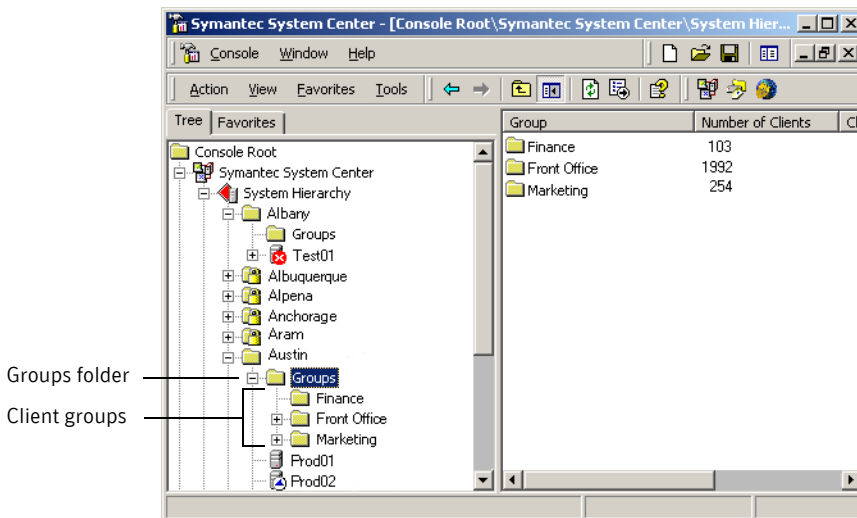 Symantec System Center - [Console Root\Symantec System Center\System Hier...
Console Window Help
Action View Favorites Tools
Tree Favorites
Group Number of Clients
Console Root
Symantec System Center
System Hierarchy
Albany
Groups
Test01
Albuquerque
Alpena
Anchorage
Aram
Austin
Groups
Finance
Front Office
Marketing
Prod01
Prod02
Finance 103
Front Office 1992
Marketing 254
Groups folder
Client groups